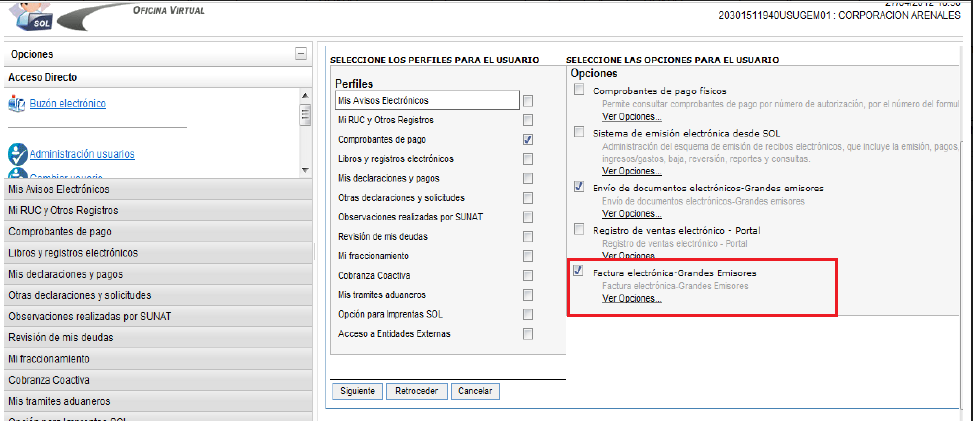 SOL
OFICINA VIRTUAL
20301511940USUGEM01 : CORPORACION ARENALES
Opciones
Acceso Directo
Buzón electrónico
Administración usuarios
Cambiar usuario
Mis Avisos Electrónicos
Mi RUC y Otros Registros
Comprobantes de pago
Libros y registros electrónicos
Mis declaraciones y pagos
Otras declaraciones y solicitudes
Observaciones realizadas por SUNAT
Revisión de mis deudas
Mi fraccionamiento
Cobranza Coactiva
Mis tramites aduaneros
Opción para Imprentas SOL
SELECCIONE LOS PERFILES PARA EL USUARIO
Perfiles
Mis Avisos Electrónicos
Mi RUC y Otros Registros
Comprobantes de pago
Libros y registros electrónicos
Mis declaraciones y pagos
Otras declaraciones y solicitudes
Observaciones realizadas por SUNAT
Revisión de mis deudas
Mi fraccionamiento
Cobranza Coactiva
Mis tramites aduaneros
Opción para Imprentas SOL
Acceso a Entidades Externas
Siguiente
Retroceder
Cancelar
SELECCIONE LAS OPCIONES PARA EL USUARIO
Opciones
Comprobantes de pago físicos
Permite consultar comprobantes de pago por número de autorización, por el número del formul
Ver Opciones...
Sistema de emisión electrónica desde SOL
Administración del esquema de emisión de recibos electrónicos, que incluye la emisión, pagos,
ingresos/gastos, baja, reversión, reportes y consultas.
Ver Opciones...
Envío de documentos electrónicos-Grandes emisores
Envío de documentos electrónicos-Grandes emisores
Ver Opciones...
Registro de ventas electrónico - Portal
Registro de ventas electrónico - Portal
Ver Opciones...
Factura electrónica-Grandes Emisores
Factura electrónica-Grandes Emisores
Ver Opciones...